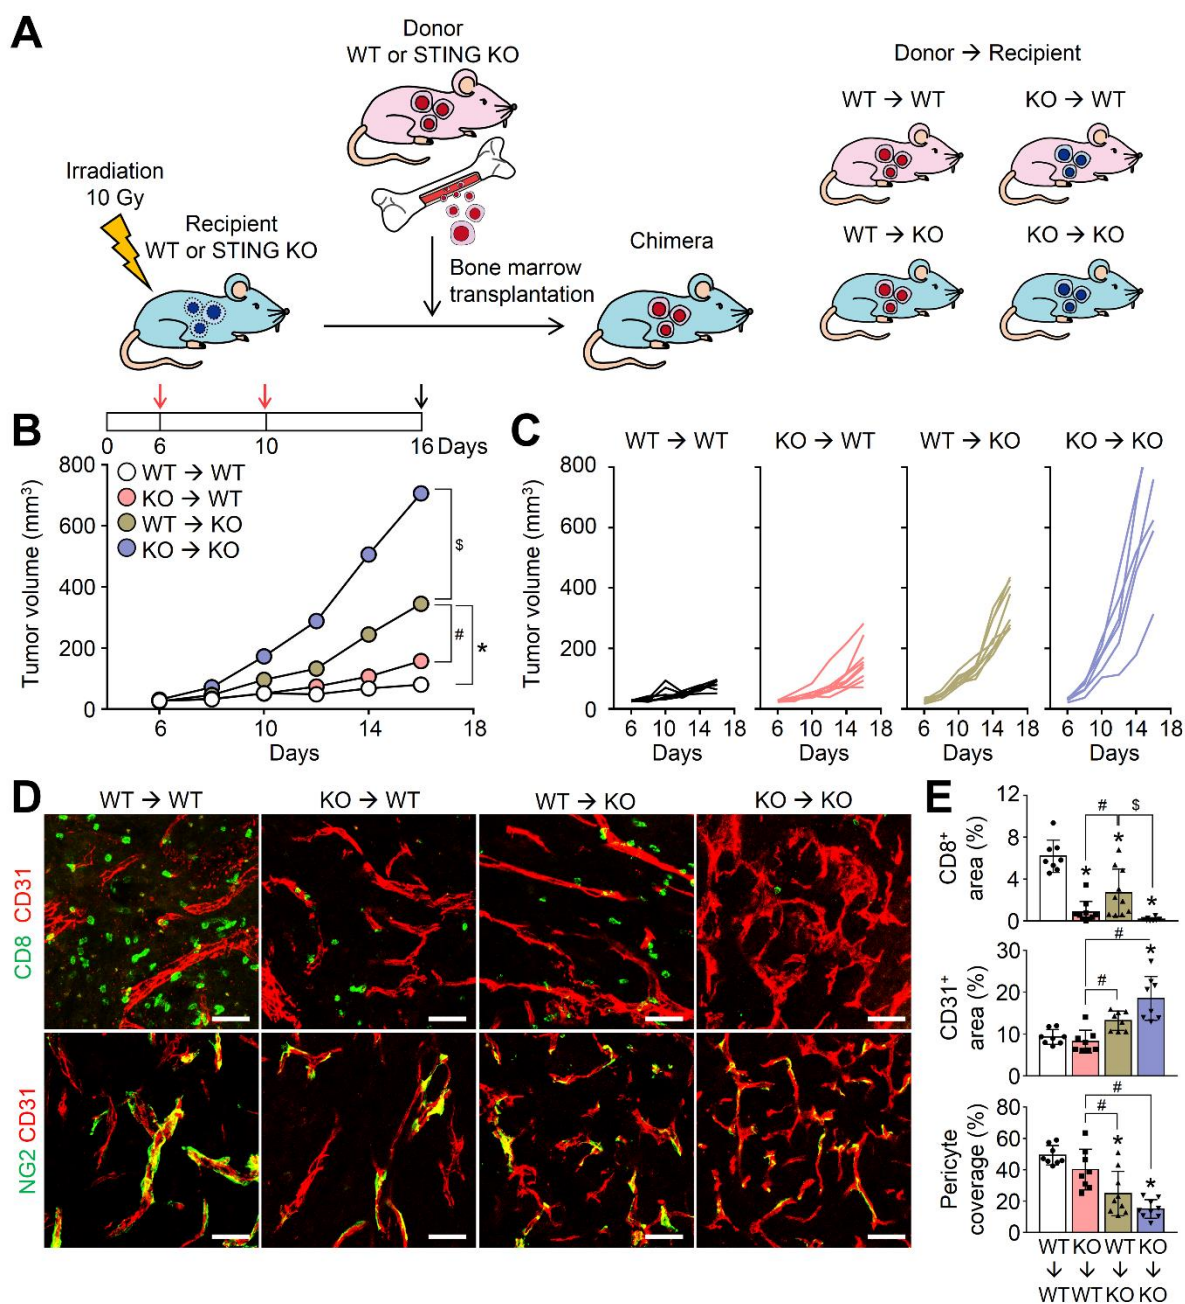 A
Donor
WT or STING KO
Irradiation
10 Gy
Recipient
WT or STING KO
Bone marrow
transplantation
Chimera
Donor → Recipient
WT → WT
KO → WT
WT → KO
KO → KO
B
0
6
10
16 Days
Tumor volume (mm³)
800
600
400
200
0
WT → WT
KO → WT
WT → KO
KO → KO
$
#
*
6
10
14
18
Days
C
WT → WT
KO → WT
WT → KO
KO → KO
Tumor volume (mm³)
800
600
400
200
0
6 10 14 18
6 10 14 18
6 10 14 18
6 10 14 18
Days
Days
Days
Days
D
WT → WT
KO → WT
WT → KO
KO → KO
CD8 CD31
NG2 CD31
E
CD8⁺
area (%)
12
8
4
0
# $
* * *
CD31⁺
area (%)
30
20
10
0
#
#
*
Pericyte
coverage (%)
80
60
40
20
0
#
#
* *
WT KO WT KO
↓ ↓ ↓ ↓
WT WT KO KO